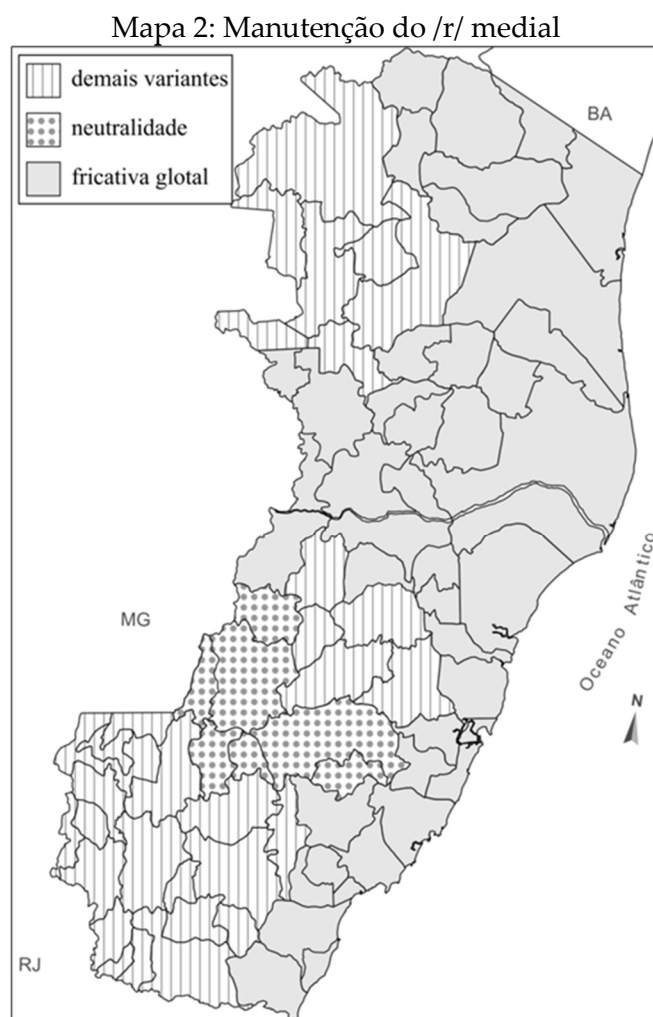 Mapa 2: Manutenção do /r/ medial
demais variantes
neutralidade
fricativa glotal
BA
MG
Oceano Atlântico
N
RJ